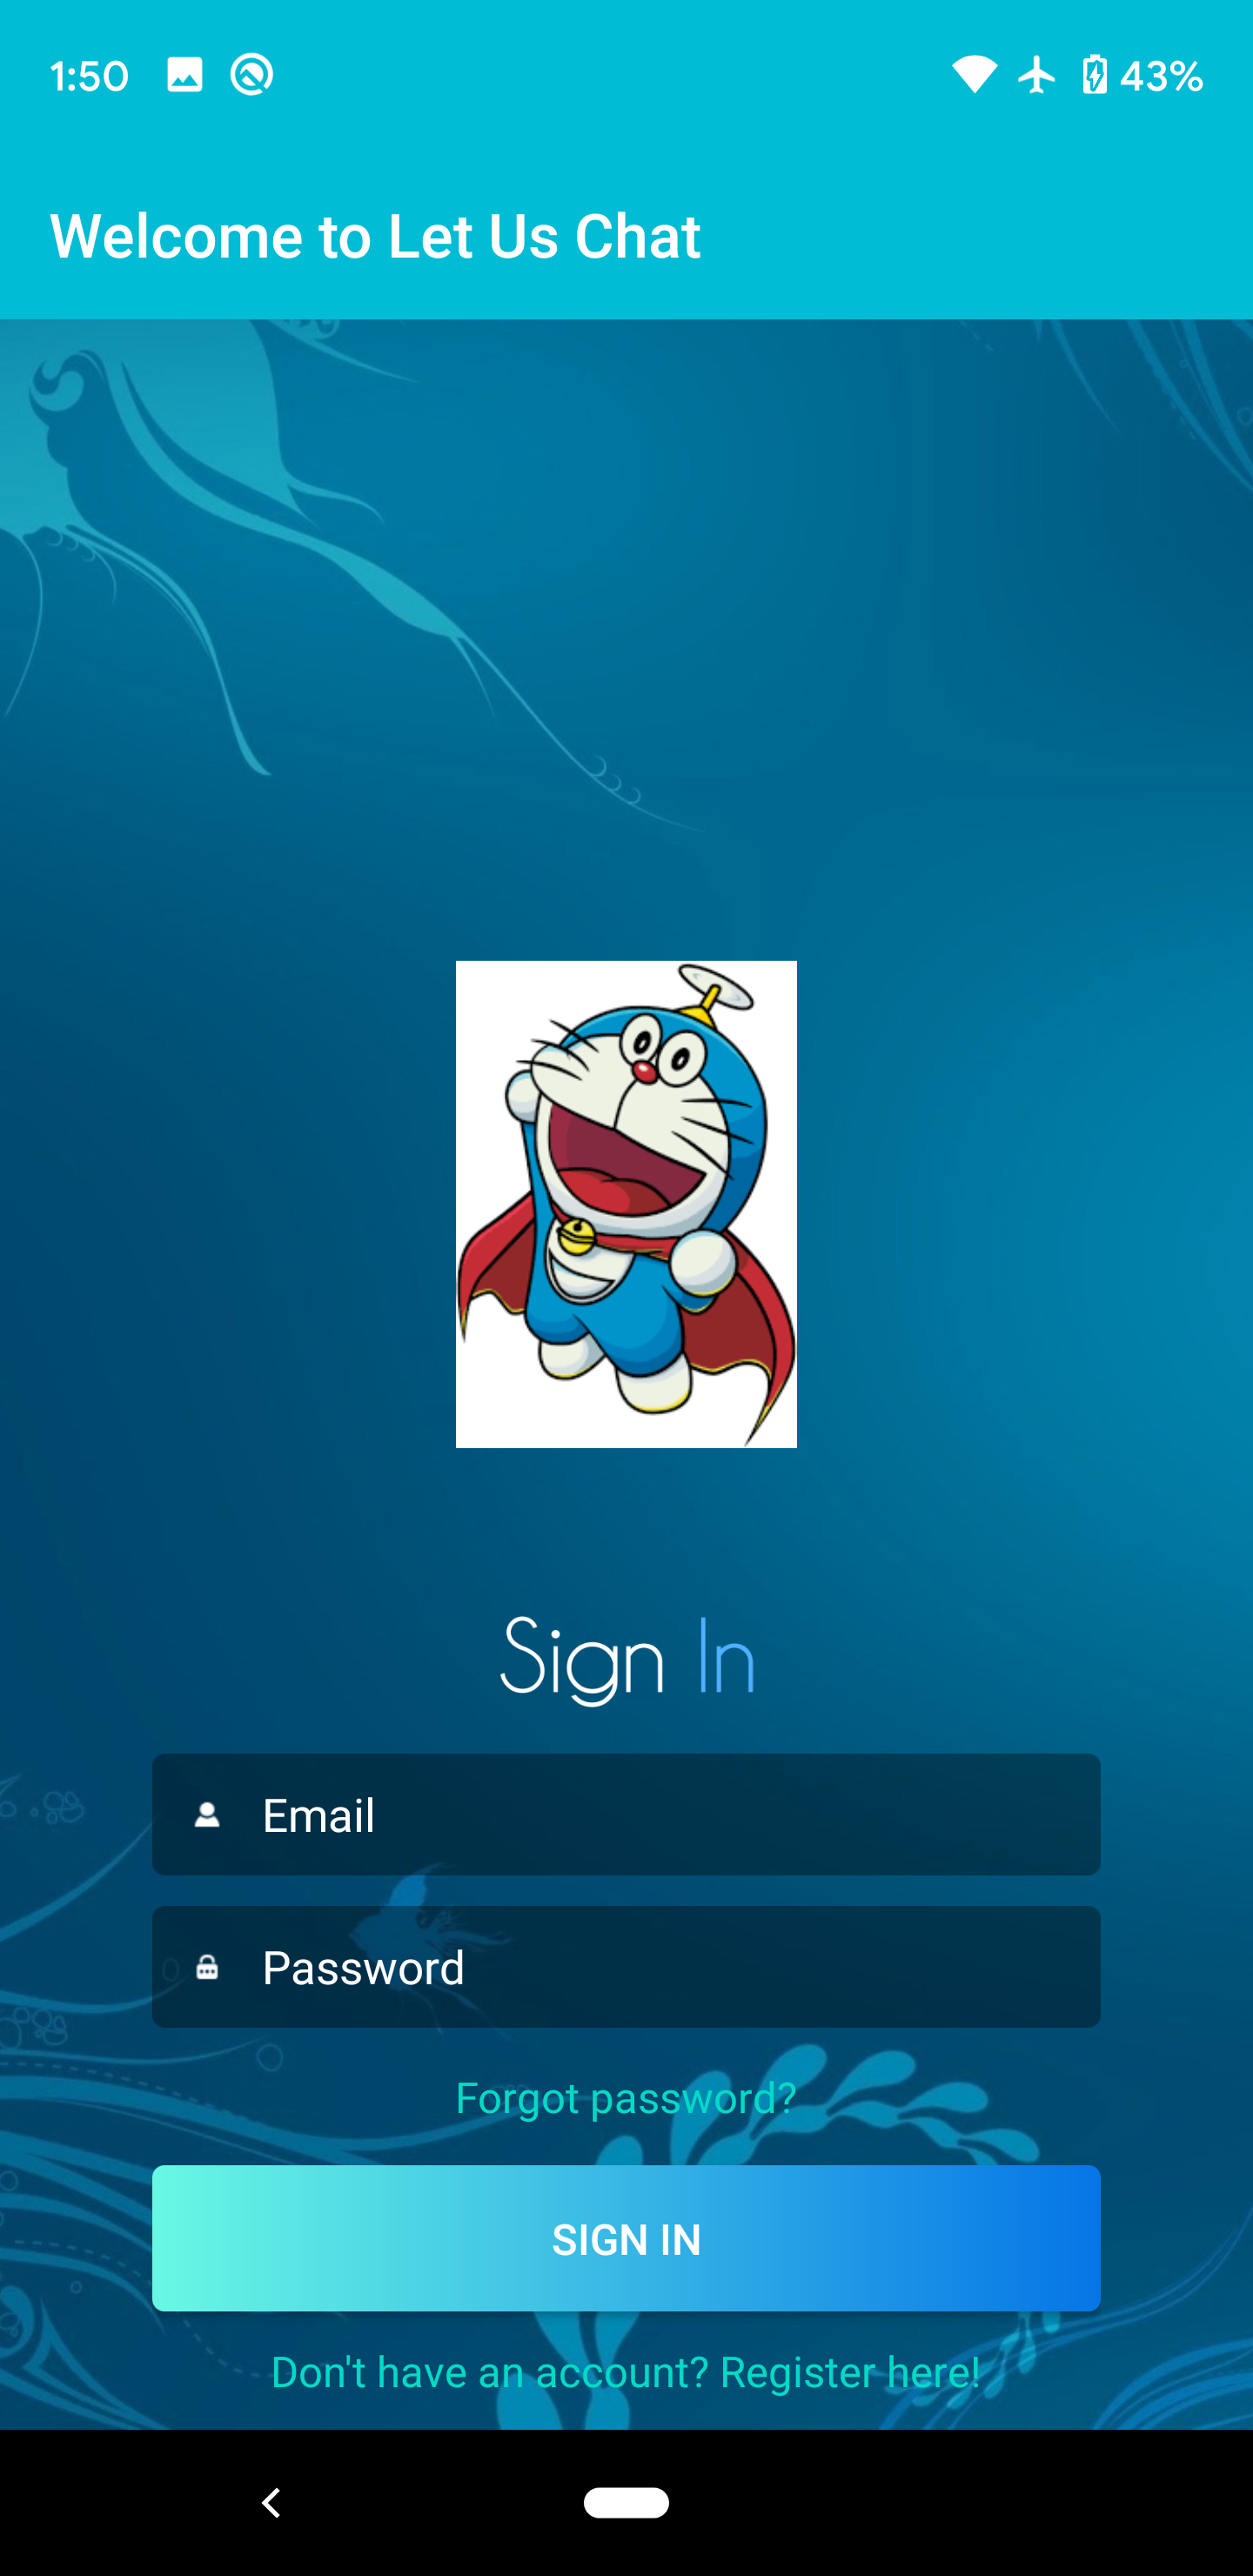 1:50 43%
Welcome to Let Us Chat
Sign In
Email
Password
Forgot password?
SIGN IN
Don't have an account? Register here!